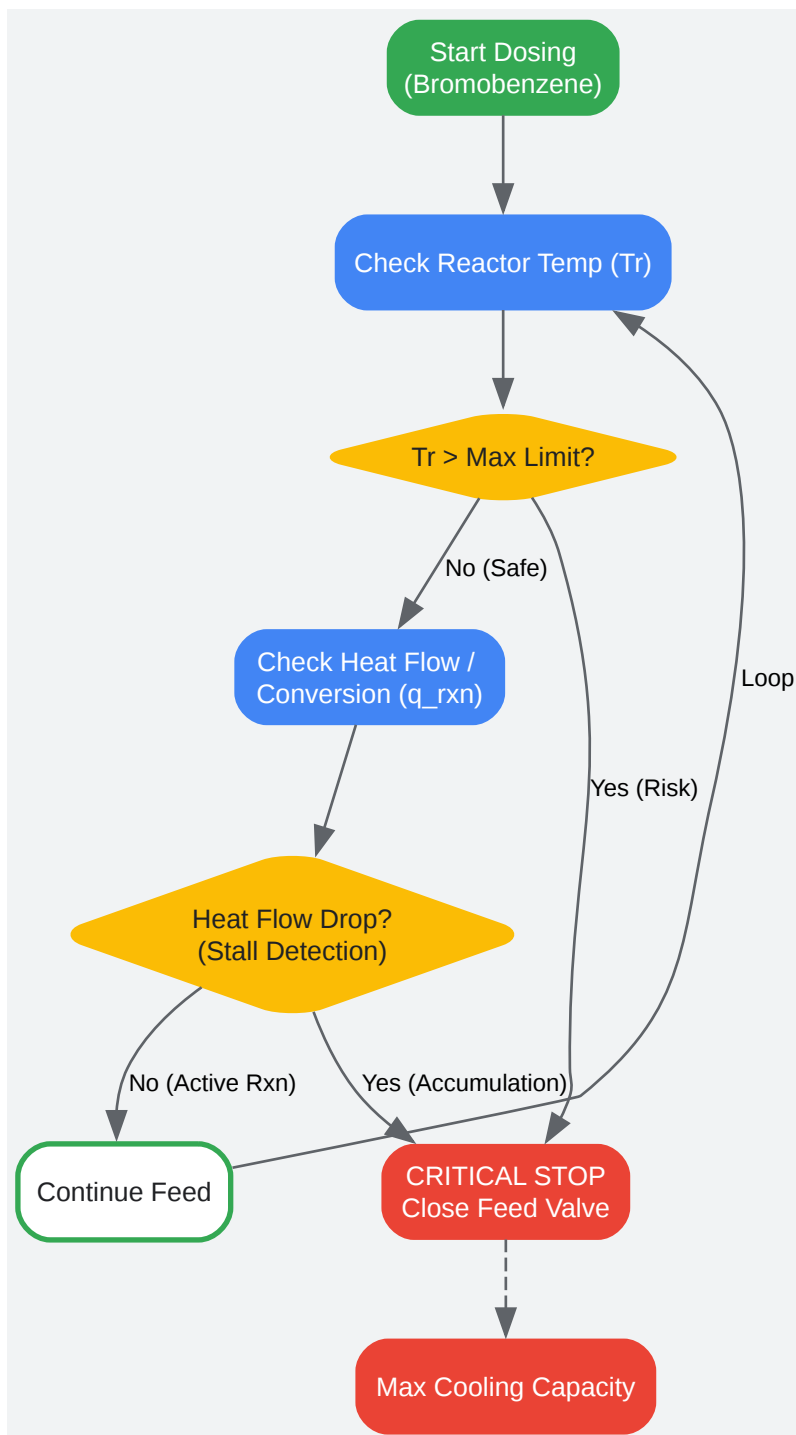 Start Dosing
(Bromobenzene)
Check Reactor Temp (Tr)
Tr > Max Limit?
No (Safe)
Check Heat Flow /
Conversion (q_rxn)
Loop
Yes (Risk)
Heat Flow Drop?
(Stall Detection)
No (Active Rxn)
Yes (Accumulation)
Continue Feed
CRITICAL STOP
Close Feed Valve
Max Cooling Capacity